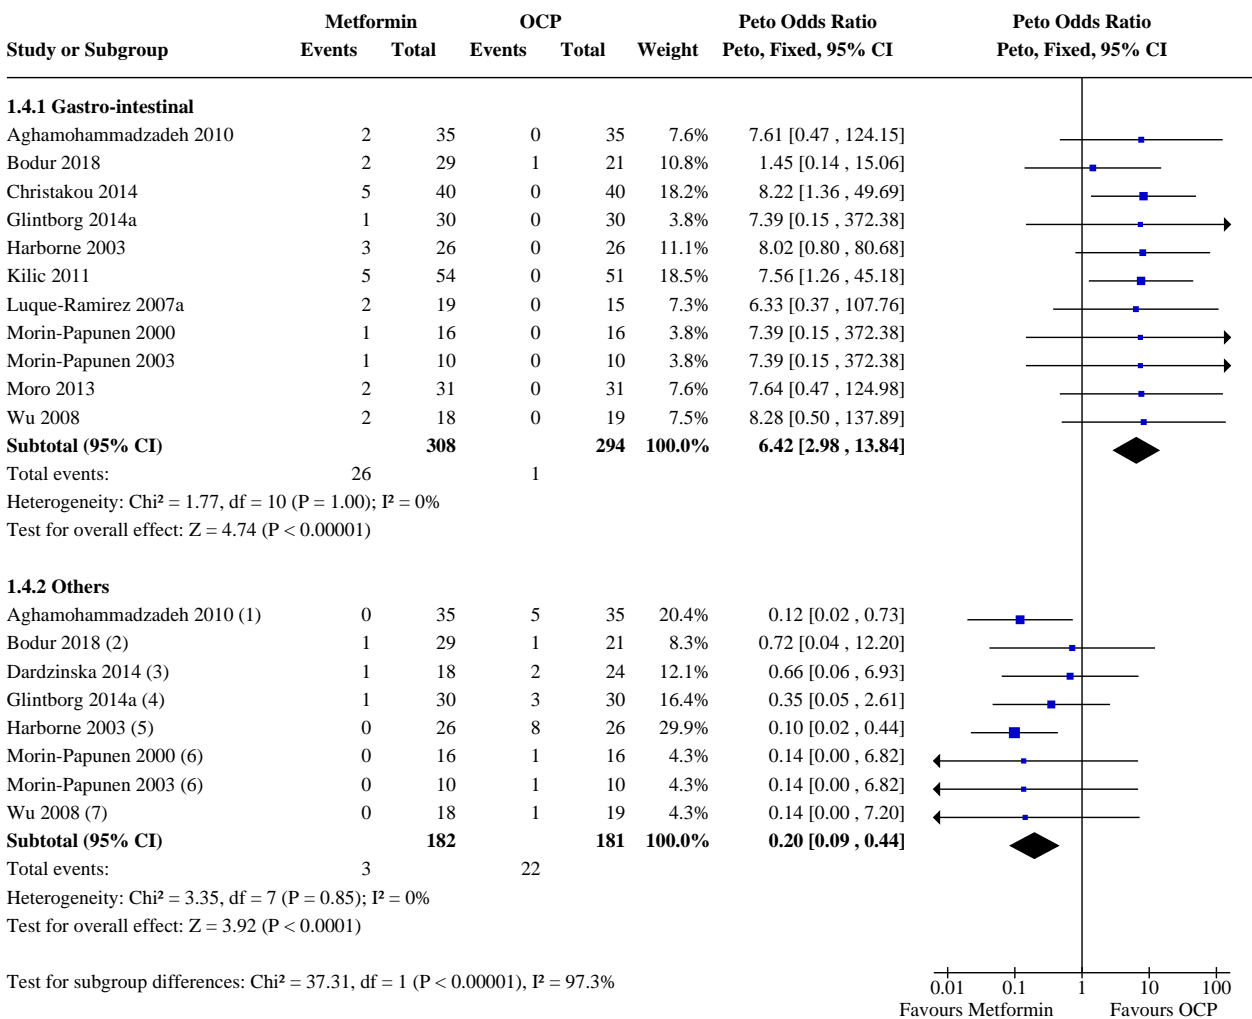 Metformin OCP Peto Odds Ratio Peto Odds Ratio
Study or Subgroup Events Total Events Total Weight Peto, Fixed, 95% CI Peto, Fixed, 95% CI
1.4.1 Gastro-intestinal
Aghamohammadzadeh 2010 2 35 0 35 7.6% 7.61 [0.47 , 124.15]
Bodur 2018 2 29 1 21 10.8% 1.45 [0.14 , 15.06]
Christakou 2014 5 40 0 40 18.2% 8.22 [1.36 , 49.69]
Glintborg 2014a 1 30 0 30 3.8% 7.39 [0.15 , 372.38]
Harborne 2003 3 26 0 26 11.1% 8.02 [0.80 , 80.68]
Kilic 2011 5 54 0 51 18.5% 7.56 [1.26 , 45.18]
Luque-Ramirez 2007a 2 19 0 15 7.3% 6.33 [0.37 , 107.76]
Morin-Papunen 2000 1 16 0 16 3.8% 7.39 [0.15 , 372.38]
Morin-Papunen 2003 1 10 0 10 3.8% 7.39 [0.15 , 372.38]
Moro 2013 2 31 0 31 7.6% 7.64 [0.47 , 124.98]
Wu 2008 2 18 0 19 7.5% 8.28 [0.50 , 137.89]
Subtotal (95% CI) 308 294 100.0% 6.42 [2.98 , 13.84]
Total events: 26 1
Heterogeneity: Chi² = 1.77, df = 10 (P = 1.00); I² = 0%
Test for overall effect: Z = 4.74 (P < 0.00001)
1.4.2 Others
Aghamohammadzadeh 2010 (1) 0 35 5 35 20.4% 0.12 [0.02 , 0.73]
Bodur 2018 (2) 1 29 1 21 8.3% 0.72 [0.04 , 12.20]
Dardzinska 2014 (3) 1 18 2 24 12.1% 0.66 [0.06 , 6.93]
Glintborg 2014a (4) 1 30 3 30 16.4% 0.35 [0.05 , 2.61]
Harborne 2003 (5) 0 26 8 26 29.9% 0.10 [0.02 , 0.44]
Morin-Papunen 2000 (6) 0 16 1 16 4.3% 0.14 [0.00 , 6.82]
Morin-Papunen 2003 (6) 0 10 1 10 4.3% 0.14 [0.00 , 6.82]
Wu 2008 (7) 0 18 1 19 4.3% 0.14 [0.00 , 7.20]
Subtotal (95% CI) 182 181 100.0% 0.20 [0.09 , 0.44]
Total events: 3 22
Heterogeneity: Chi² = 3.35, df = 7 (P = 0.85); I² = 0%
Test for overall effect: Z = 3.92 (P < 0.0001)
Test for subgroup differences: Chi² = 37.31, df = 1 (P < 0.00001), I² = 97.3%
0.01 0.1 1 10 100
Favours Metformin Favours OCP